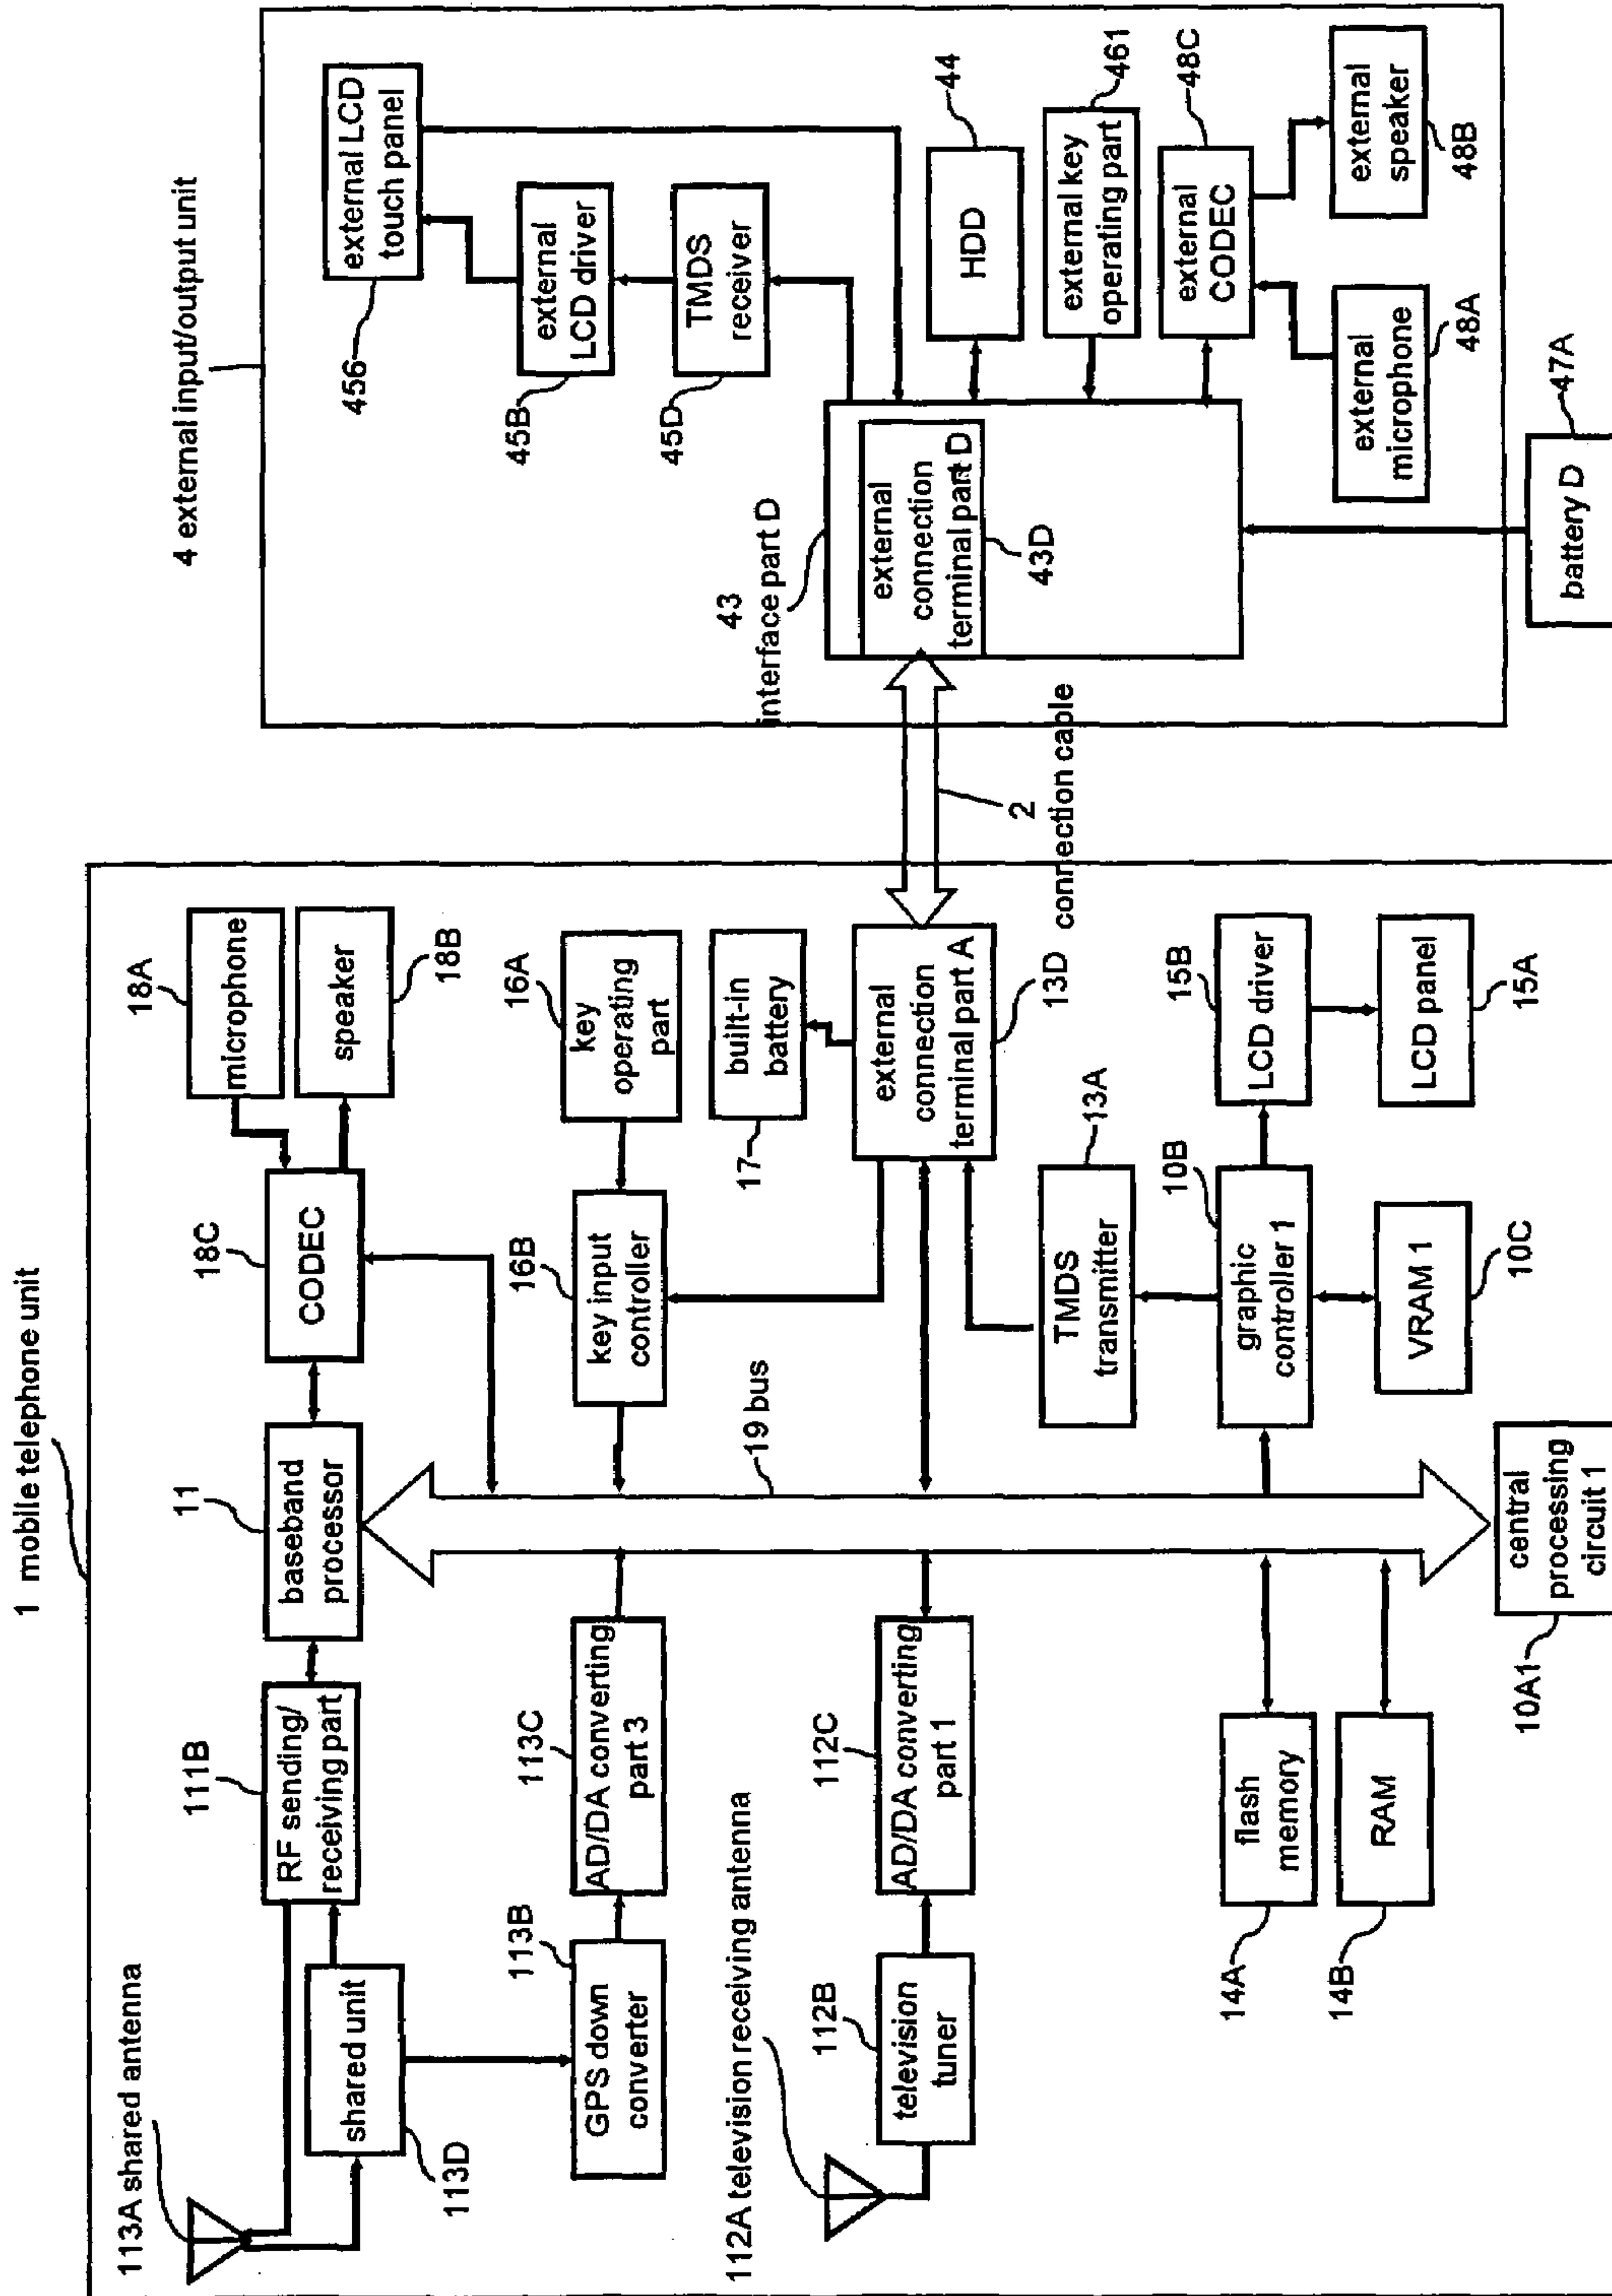 1 mobile telephone unit
113A shared antenna
shared unit
113D
111B
RF sending/
receiving part
11
baseband
processor
18C
CODEC
18A
microphone
speaker
18B
113B
GPS down
converter
113C
AD/DA converting
part 3
16B
key input
controller
16A
key
operating
part
112A television receiving antenna
112B
television
tuner
112C
AD/DA converting
part 1
19 bus
17
built-in
battery
external
connection
terminal part A
13D
13A
TMDS
transmitter
14A
flash
memory
14B
RAM
10B
graphic
controller 1
VRAM 1
10C
15B
LCD driver
LCD panel
15A
central
processing
circuit 1
10A1
2
connection cable
4 external input/output unit
456
external LCD
touch panel
45B
external
LCD driver
45D
TMDS
receiver
43
interface part D
external
connection
terminal part D
43D
44
HDD
461
external key
operating part
48C
external
CODEC
external
microphone
48A
external
speaker
48B
47A
battery D